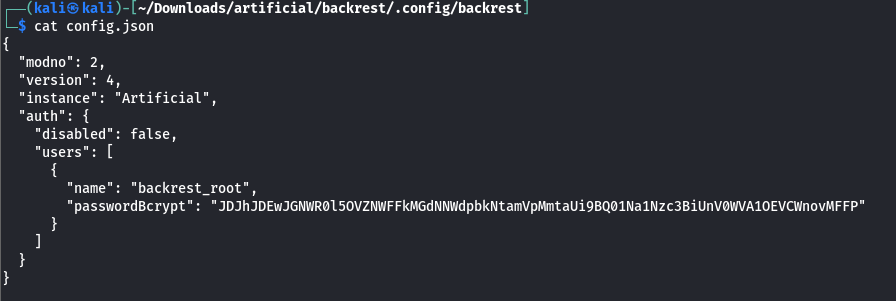 ┌──(kali㉿kali)-[~/Downloads/artificial/backrest/.config/backrest]
└─$ cat config.json
{
  "modno": 2,
  "version": 4,
  "instance": "Artificial",
  "auth": {
    "disabled": false,
    "users": [
      {
        "name": "backrest_root",
        "passwordBcrypt": "JDJhJDEwJGNWR0l5OVZNWFFkMGdNNWdpbkNtamVpMmtaUi9BQ01Na1Nzc3BiUnV0WVA1OEVCWnovMFFP"
      }
    ]
  }
}